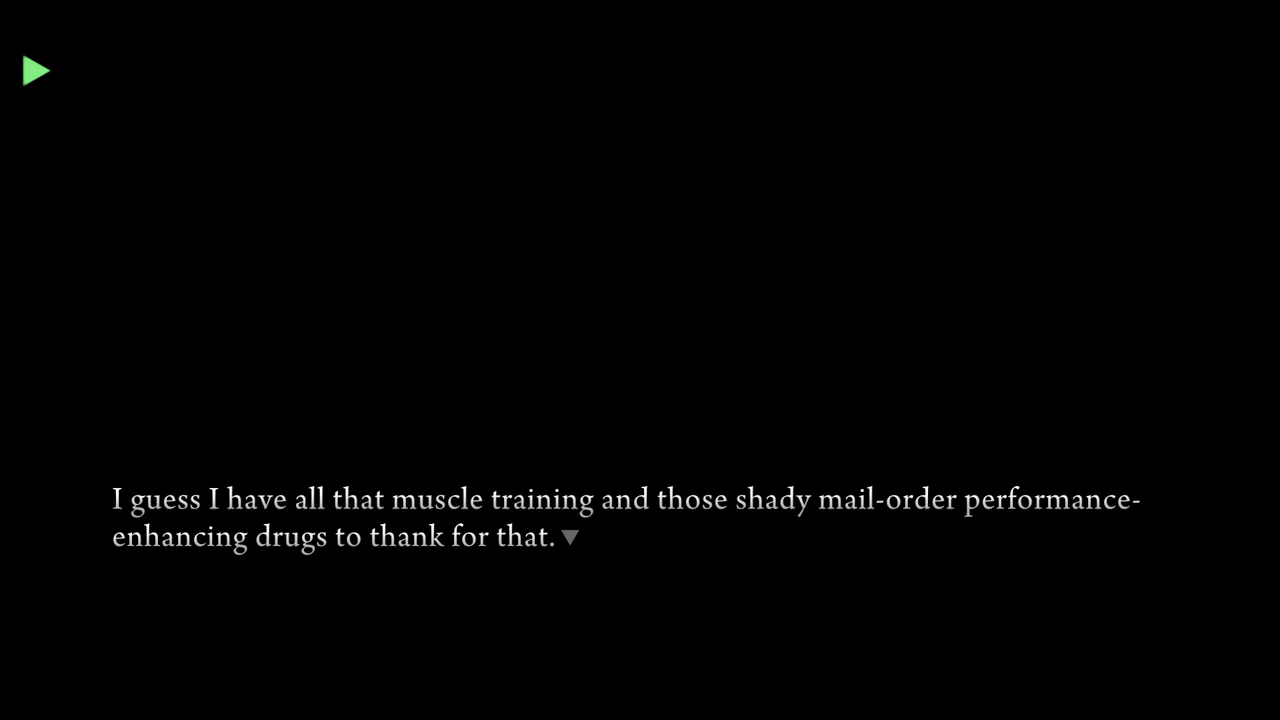 I guess I have all that muscle training and those shady mail-order performance-
enhancing drugs to thank for that.